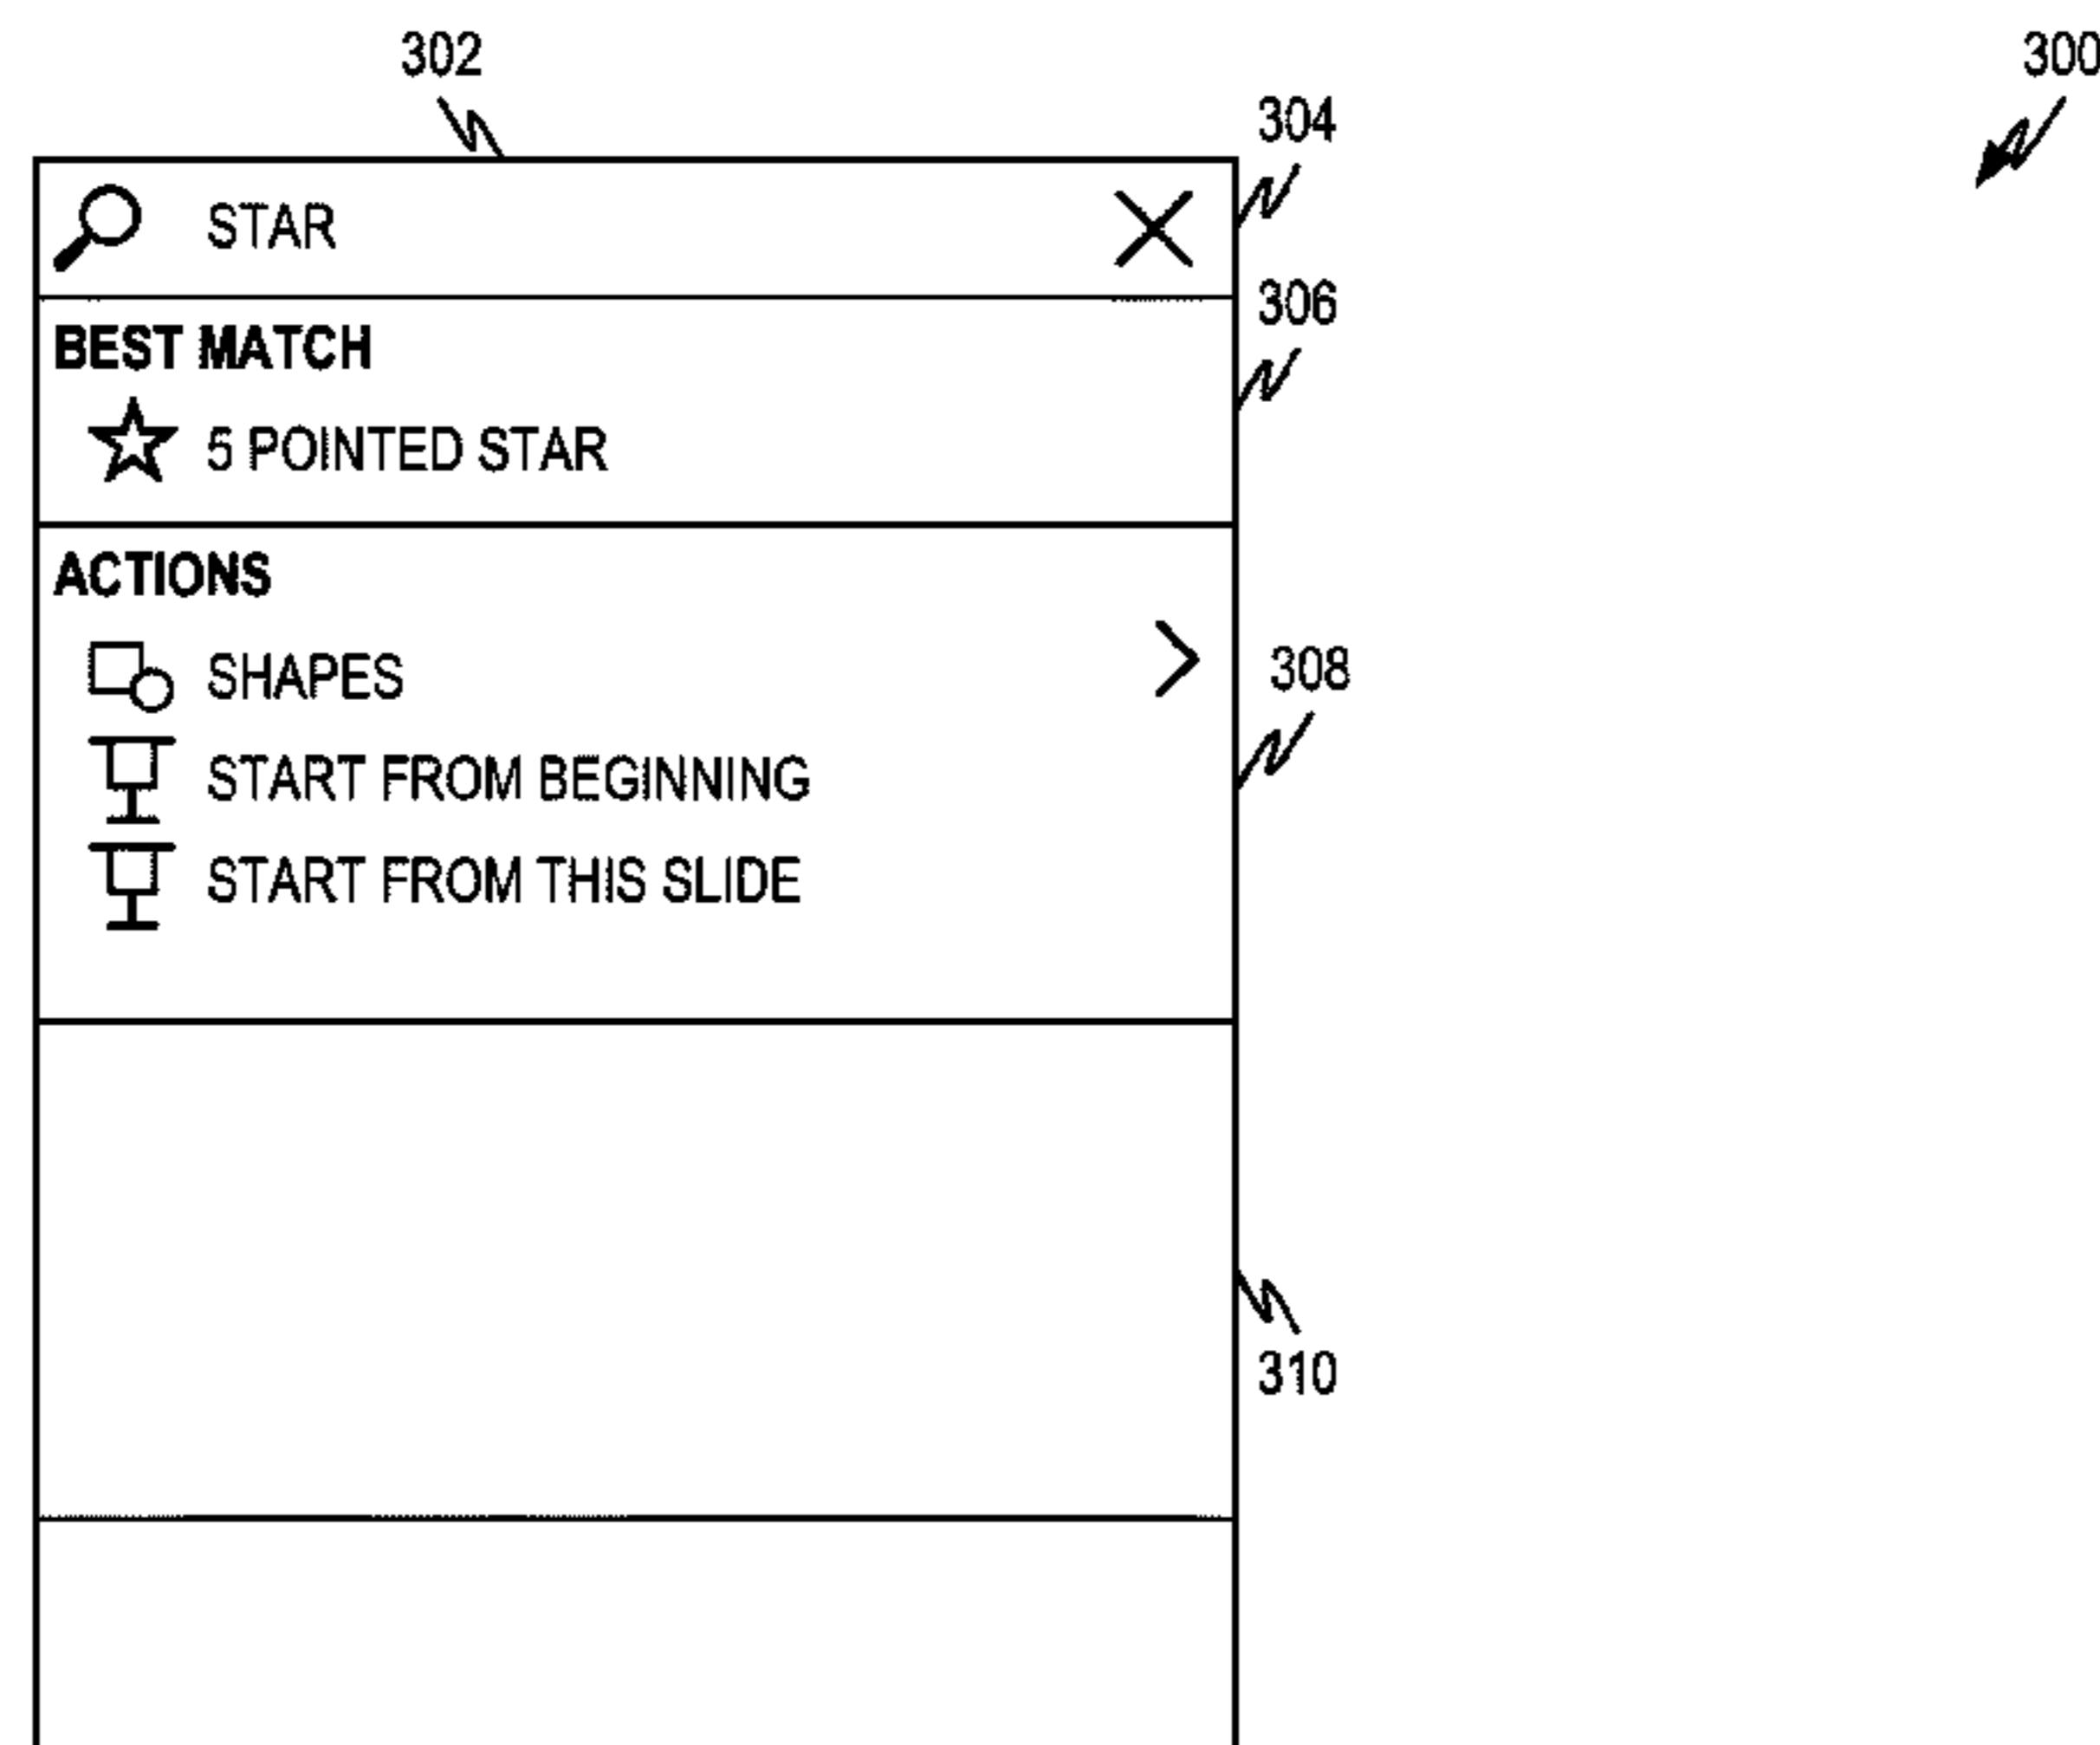 302
300
304
STAR
306
BEST MATCH
5 POINTED STAR
ACTIONS
SHAPES
308
START FROM BEGINNING
START FROM THIS SLIDE
310